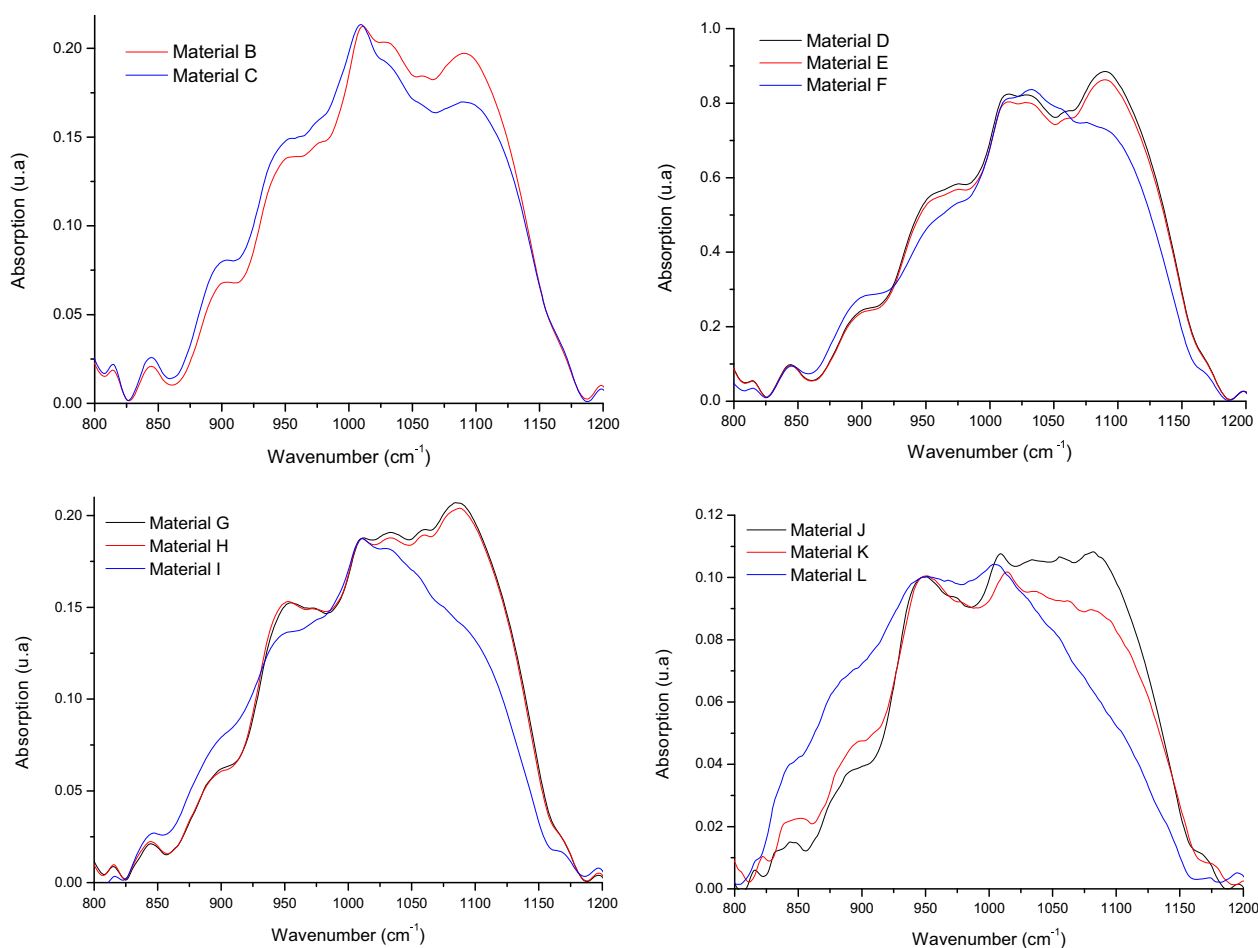 Material B
Material C
0.20
0.15
0.10
0.05
0.00
Absorption (u.a)
800 850 900 950 1000 1050 1100 1150 1200
Wavenumber (cm⁻¹)
Material D
Material E
Material F
1.0
0.8
0.6
0.4
0.2
0.0
Absorption (u.a)
800 850 900 950 1000 1050 1100 1150 1200
Wavenumber (cm⁻¹)
Material G
Material H
Material I
0.20
0.15
0.10
0.05
0.00
Absorption (u.a)
800 850 900 950 1000 1050 1100 1150 1200
Wavenumber (cm⁻¹)
Material J
Material K
Material L
0.12
0.10
0.08
0.06
0.04
0.02
0.00
Absorption (u.a)
800 850 900 950 1000 1050 1100 1150 1200
Wavenumber (cm⁻¹)